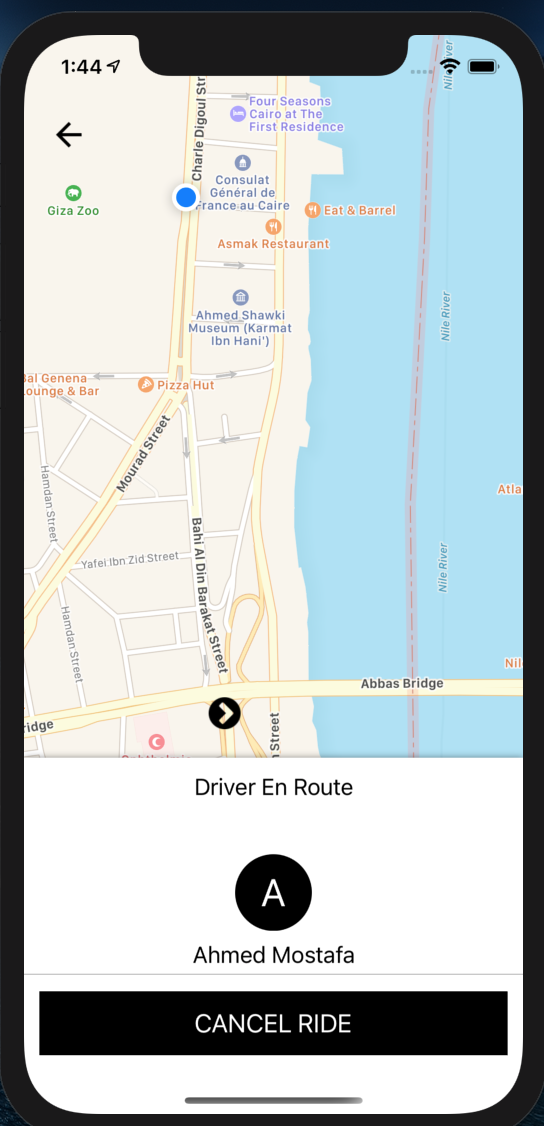 1:44
Nile River
Charle Digoul Str
Four Seasons
Cairo at The
First Residence
Consulat
Général de
France au Caire
Giza Zoo
Eat & Barrel
Asmak Restaurant
Ahmed Shawki
Museum (Karmat
Ibn Hani')
Nile River
Bal Genena
Lounge & Bar
Pizza Hut
Mourad Street
Hamdan Street
Atla
Bahi Al Din Barakat Street
Yafei Ibn Zid Street
Nile River
Hamdan Street
Nil
Abbas Bridge
ridge
Street
Driver En Route
A
Ahmed Mostafa
CANCEL RIDE